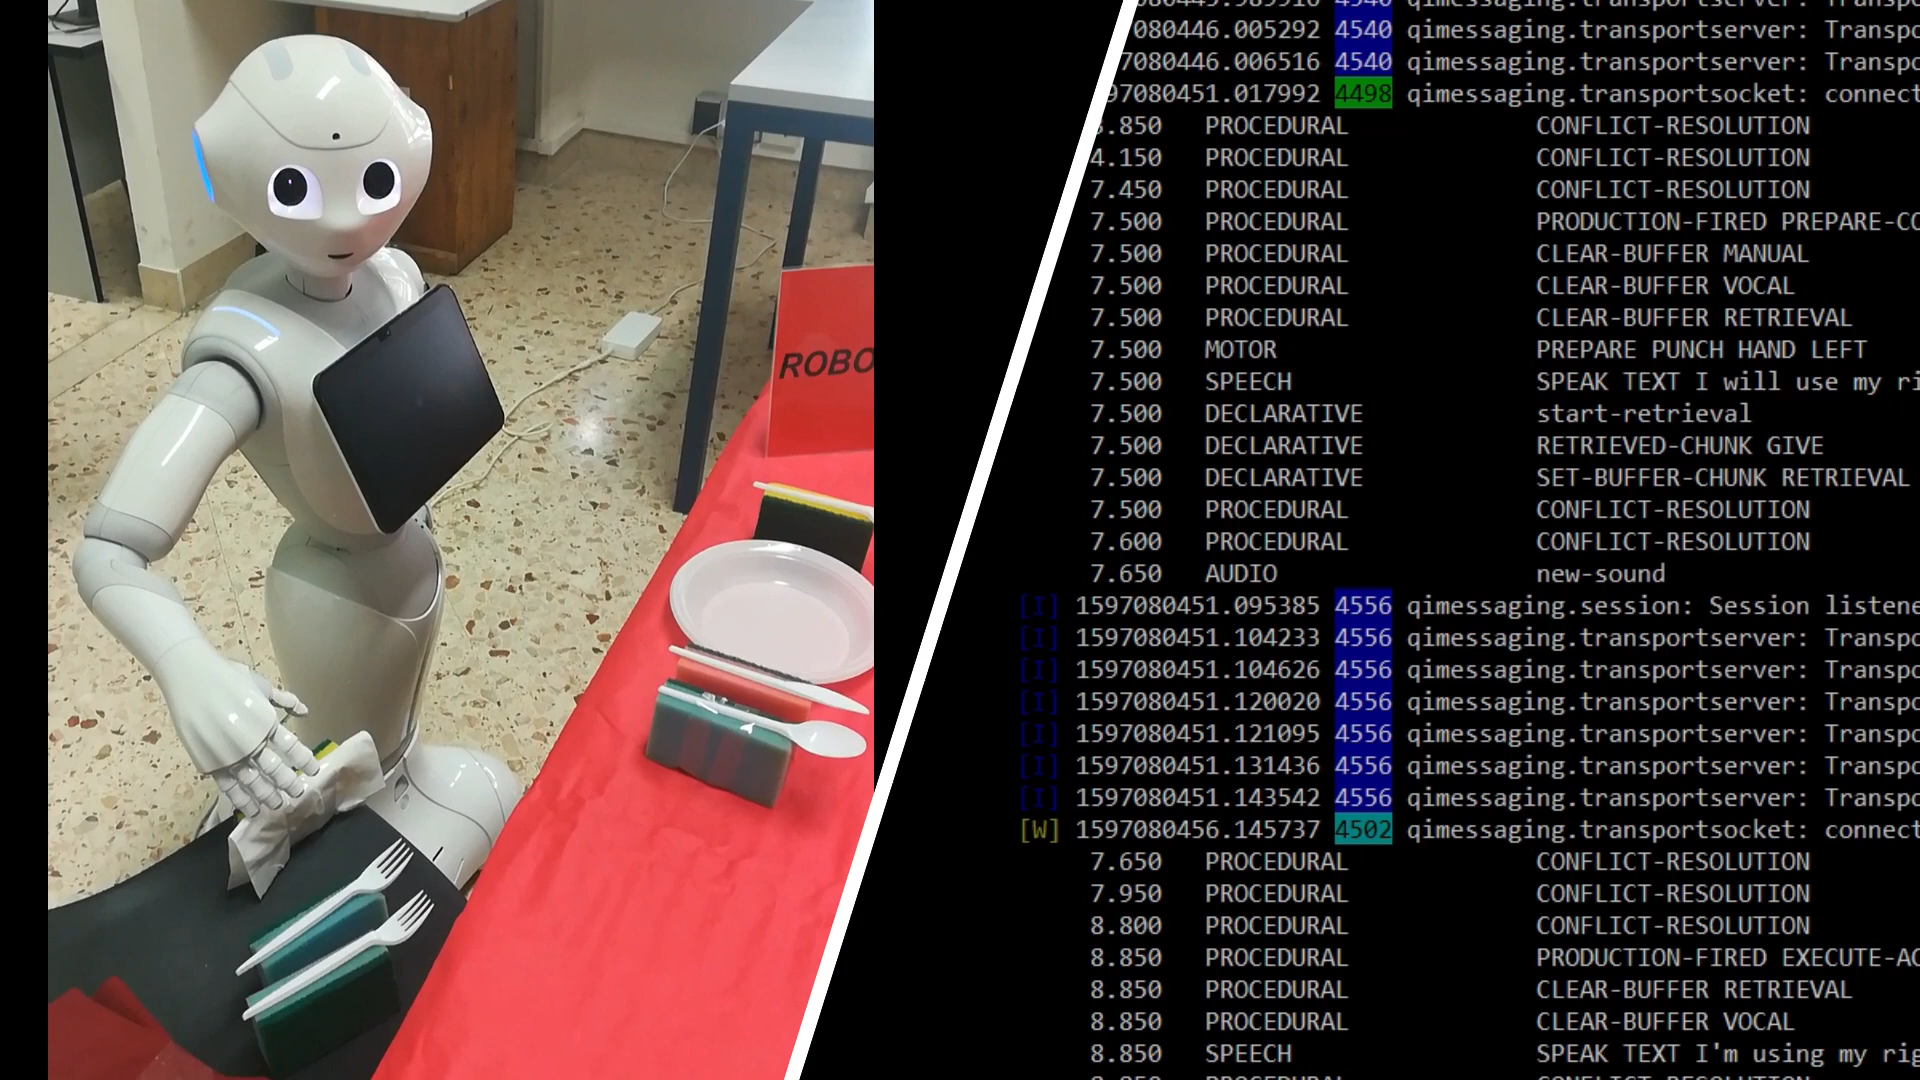 ROBO
080446.005292 4540 qimessaging.transportserver: Transpo
080446.006516 4540 qimessaging.transportserver: Transpo
97080451.017992 4498 qimessaging.transportsocket: connect
.850 PROCEDURAL CONFLICT-RESOLUTION
4.150 PROCEDURAL CONFLICT-RESOLUTION
7.450 PROCEDURAL CONFLICT-RESOLUTION
7.500 PROCEDURAL PRODUCTION-FIRED PREPARE-CO
7.500 PROCEDURAL CLEAR-BUFFER MANUAL
7.500 PROCEDURAL CLEAR-BUFFER VOCAL
7.500 PROCEDURAL CLEAR-BUFFER RETRIEVAL
7.500 MOTOR PREPARE PUNCH HAND LEFT
7.500 SPEECH SPEAK TEXT I will use my ri
7.500 DECLARATIVE start-retrieval
7.500 DECLARATIVE RETRIEVED-CHUNK GIVE
7.500 DECLARATIVE SET-BUFFER-CHUNK RETRIEVAL
7.500 PROCEDURAL CONFLICT-RESOLUTION
7.600 PROCEDURAL CONFLICT-RESOLUTION
7.650 AUDIO new-sound
[I] 1597080451.095385 4556 qimessaging.session: Session listene
[I] 1597080451.104233 4556 qimessaging.transportserver: Transpo
[I] 1597080451.104626 4556 qimessaging.transportserver: Transpo
[I] 1597080451.120020 4556 qimessaging.transportserver: Transpo
[I] 1597080451.121095 4556 qimessaging.transportserver: Transpo
[I] 1597080451.131436 4556 qimessaging.transportserver: Transpo
[I] 1597080451.143542 4556 qimessaging.transportserver: Transpo
[W] 1597080456.145737 4502 qimessaging.transportsocket: connect
7.650 PROCEDURAL CONFLICT-RESOLUTION
7.950 PROCEDURAL CONFLICT-RESOLUTION
8.800 PROCEDURAL CONFLICT-RESOLUTION
8.850 PROCEDURAL PRODUCTION-FIRED EXECUTE-AC
8.850 PROCEDURAL CLEAR-BUFFER RETRIEVAL
8.850 PROCEDURAL CLEAR-BUFFER VOCAL
8.850 SPEECH SPEAK TEXT I'm using my rig